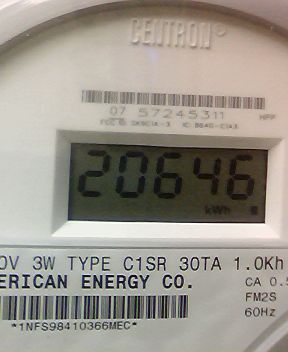 CENTRON®
07 57245311 HPP
20646
kWh
0V 3W TYPE C1SR 30TA 1.0Kh
ERICAN ENERGY CO.
CA 0.5
FM2S
60Hz
*1NFS98410366MEC*